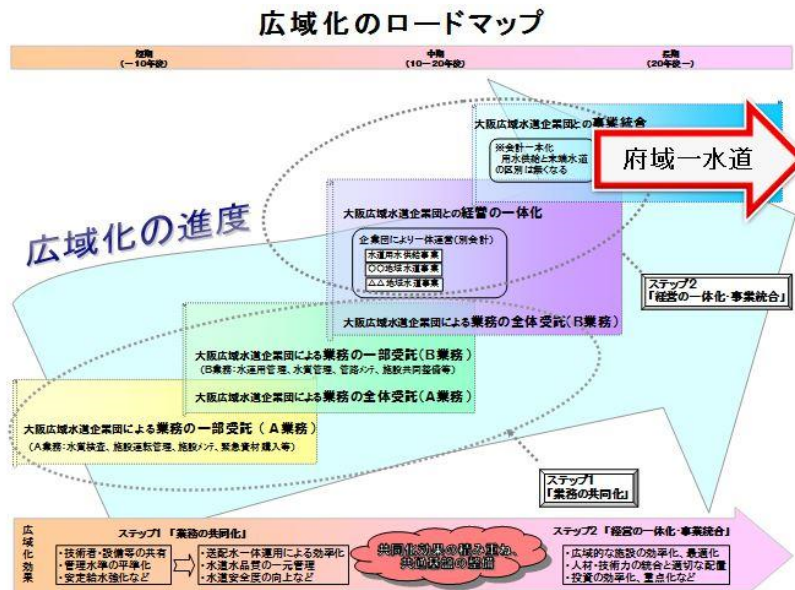 広域化のロードマップ
短期
(－10年後)
中期
(10－20年後)
長期
(20年後－)
大阪広域水道企業団との事業統合
※会計一本化
用水供給と末端水道
の区別は無くなる
府域一水道
広域化の進度
大阪広域水道企業団との経営の一体化
企業団により一体運営(別会計)
水道用水供給事業
○○地域水道事業
△△地域水道事業
ステップ2
「経営の一体化・事業統合」
大阪広域水道企業団による業務の全体受託(B業務)
大阪広域水道企業団による業務の一部受託(B業務)
(B業務：水運用管理、水質管理、管路メンテ、施設共同整備等)
大阪広域水道企業団による業務の全体受託(A業務)
大阪広域水道企業団による業務の一部受託(A業務)
(A業務：水質検査、施設運転管理、施設メンテ、緊急資材購入等)
ステップ1
「業務の共同化」
広域化効果
ステップ1 「業務の共同化」
・技術者・設備等の共有
・管理水準の平準化
・安定給水強化など
・送配水一体運用による効率化
・水道水品質の一元管理
・水道安全度の向上など
共同化効果の積み重ね、
共通基盤の整備
ステップ2 「経営の一体化・事業統合」
・広域的な施設の効率化、最適化
・人材・技術力の統合と適切な配置
・投資の効率化、重点化など